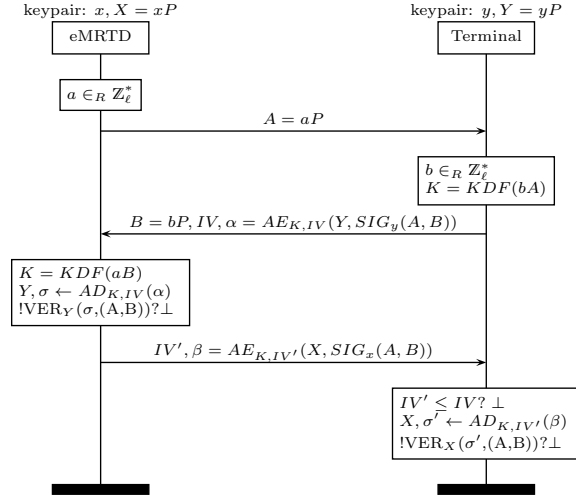 keypair: x, X = xP
keypair: y, Y = yP
eMRTD
Terminal
a ∈_R ℤ*_ℓ
A = aP
b ∈_R ℤ*_ℓ
K = KDF(bA)
B = bP, IV, α = AE_{K,IV}(Y, SIG_y(A, B))
K = KDF(aB)
Y, σ ← AD_{K,IV}(α)
!VER_Y(σ,(A,B))?⊥
IV′, β = AE_{K,IV′}(X, SIG_x(A, B))
IV′ ≤ IV? ⊥
X, σ′ ← AD_{K,IV′}(β)
!VER_X(σ′,(A,B))?⊥